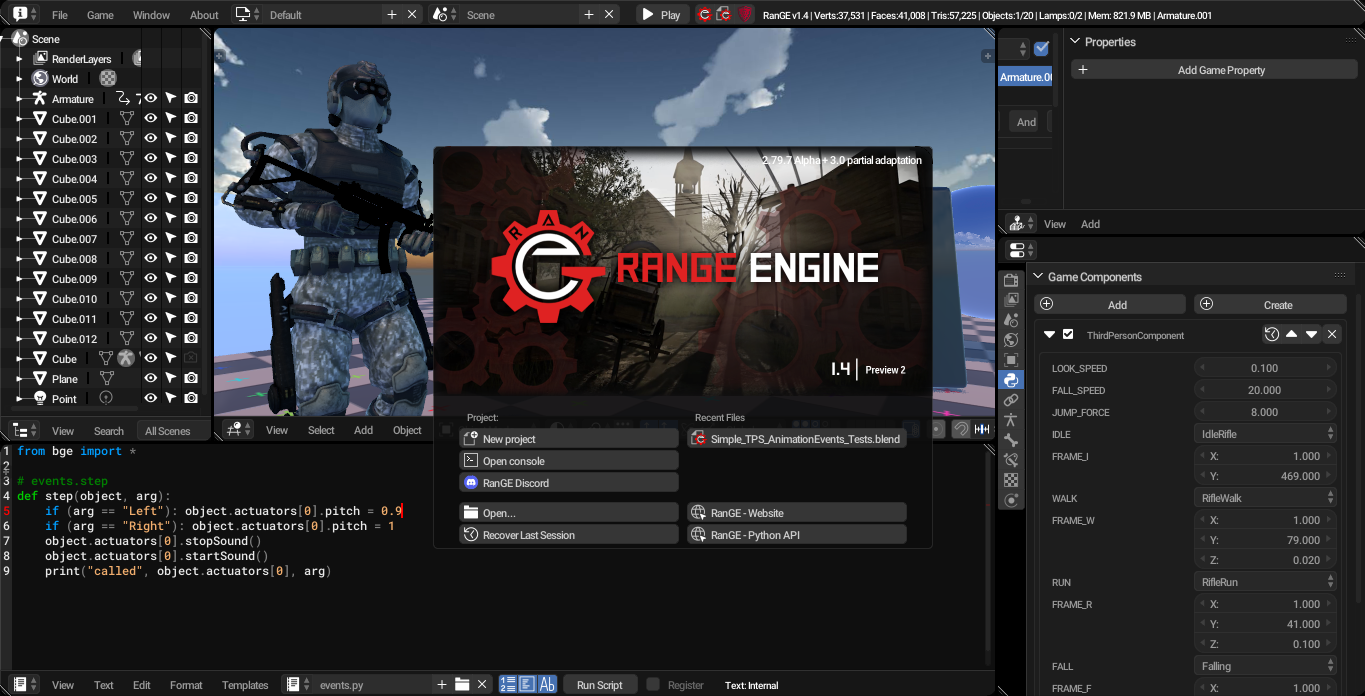 File Game Window About Default Scene Play RanGE v1.4 | Verts:37,531 | Faces:41,008 | Tris:57,225 | Objects:1/20 | Lamps:0/2 | Mem: 821.9 MB | Armature.001
Scene
RenderLayers
World
Armature
Cube.001
Cube.002
Cube.003
Cube.004
Cube.005
Cube.006
Cube.007
Cube.008
Cube.009
Cube.010
Cube.011
Cube.012
Cube
Plane
Point
View Search All Scenes
View Select Add Object
2.79.7 Alpha + 3.0 partial adaptation
RAN
RANGE ENGINE
1.4 | Preview 2
Project:
New project
Open console
RanGE Discord
Open...
Recover Last Session
Recent Files
Simple_TPS_AnimationEvents_Tests.blend
RanGE - Website
RanGE - Python API
1 from bge import *
2
3 # events.step
4 def step(object, arg):
5 if (arg == "Left"): object.actuators[0].pitch = 0.9
6 if (arg == "Right"): object.actuators[0].pitch = 1
7 object.actuators[0].stopSound()
8 object.actuators[0].startSound()
9 print("called", object.actuators[0], arg)
View Text Edit Format Templates events.py Run Script Register Text: Internal
Armature.00
And
Properties
Add Game Property
View Add
Game Components
Add Create
ThirdPersonComponent
LOOK_SPEED 0.100
FALL_SPEED 20.000
JUMP_FORCE 8.000
IDLE IdleRifle
FRAME_I X: 1.000
Y: 469.000
WALK RifleWalk
FRAME_W X: 1.000
Y: 79.000
Z: 0.020
RUN RifleRun
FRAME_R X: 1.000
Y: 41.000
Z: 0.100
FALL Falling
FRAME_F X: 1.000